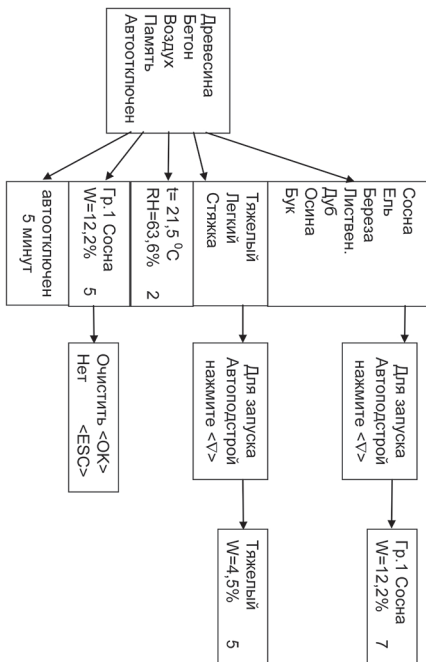 Древесина
Бетон
Воздух
Память
Автоотключен
Сосна
Ель
Береза
Листвен.
Дуб
Осина
Бук
Тяжелый
Легкий
Стяжка
t= 21,5 ⁰C
RH=63,6% 2
Гр.1 Сосна
W=12,2% 5
автоотключен
5 минут
Для запуска
Автоподстрой
нажмите <∇>
Для запуска
Автоподстрой
нажмите <∇>
Очистить <OK>
Нет <ESC>
Гр.1 Сосна
W=12,2% 7
Тяжелый
W=4,5% 5